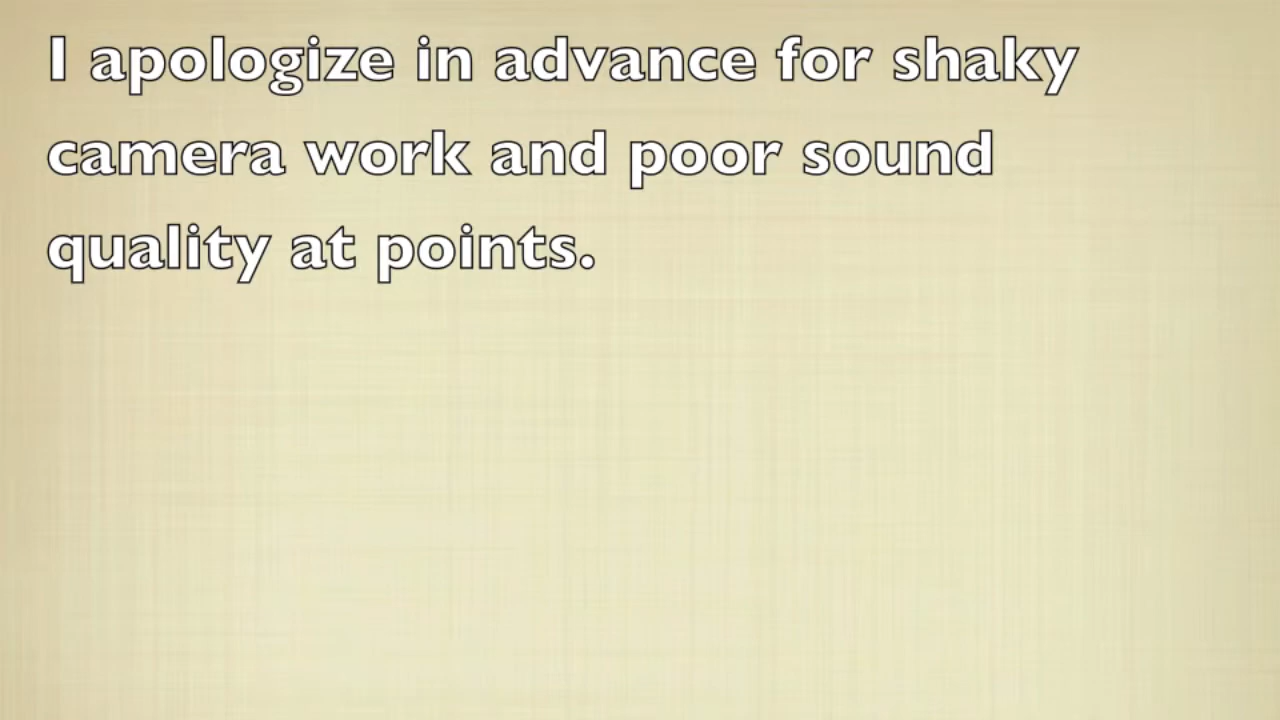 I apologize in advance for shaky
camera work and poor sound
quality at points.